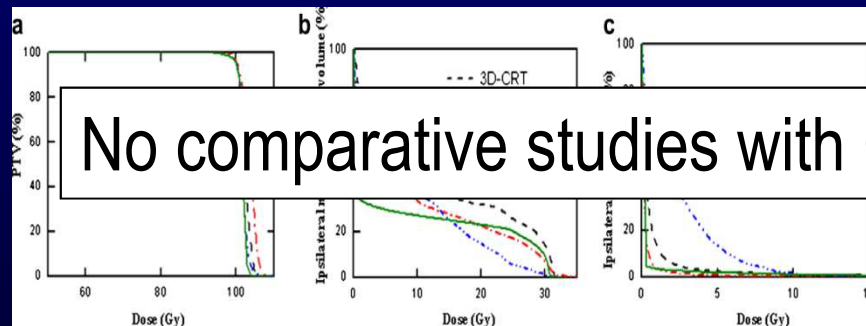 a b c
100
80
60
40
20
0
PTV (%)
60 80 100
Dose (Gy)
volume (%
100
--- 3D-CRT
No comparative studies with
20
0
0 10 20 30
Dose (Gy)
100
20
0
0 5 10
Dose (Gy)